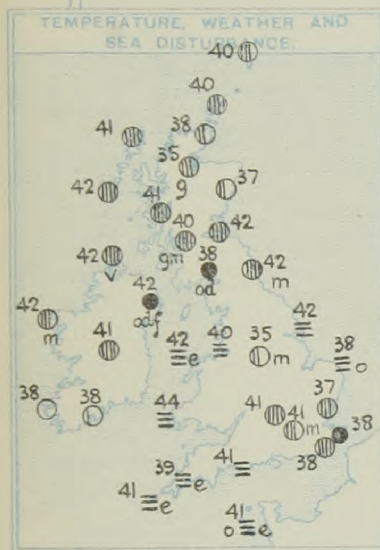 TEMPERATURE, WEATHER AND
SEA DISTURBANCE.
40
40
41 38
35
42 41 g 37
40 42
gm
42 38 42
v od m
42
odf
42 42
m
41 42 40 35 38
e m o
38 38 37
44 41 41 m 38
38
39 41
e
41
e
41
o e